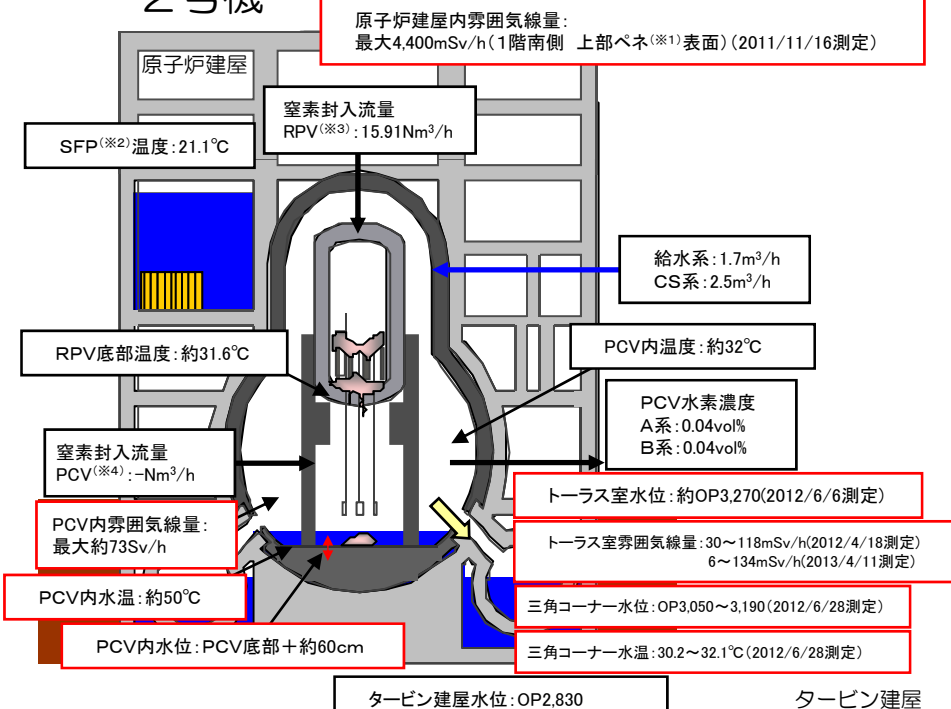 2号機
原子炉建屋内雰囲気線量:
最大4,400mSv/h(1階南側 上部ペネ(※1)表面)(2011/11/16測定)
原子炉建屋
窒素封入流量
RPV(※3):15.91Nm³/h
SFP(※2)温度:21.1℃
給水系:1.7m³/h
CS系:2.5m³/h
RPV底部温度:約31.6℃
PCV内温度:約32℃
PCV水素濃度
A系:0.04vol%
B系:0.04vol%
窒素封入流量
PCV(※4):-Nm³/h
トーラス室水位:約OP3,270(2012/6/6測定)
PCV内雰囲気線量:
最大約73Sv/h
トーラス室雰囲気線量:30~118mSv/h(2012/4/18測定)
6~134mSv/h(2013/4/11測定)
PCV内水温:約50℃
三角コーナー水位:OP3,050~3,190(2012/6/28測定)
PCV内水位:PCV底部+約60cm
三角コーナー水温:30.2~32.1℃(2012/6/28測定)
タービン建屋水位:OP2,830
タービン建屋